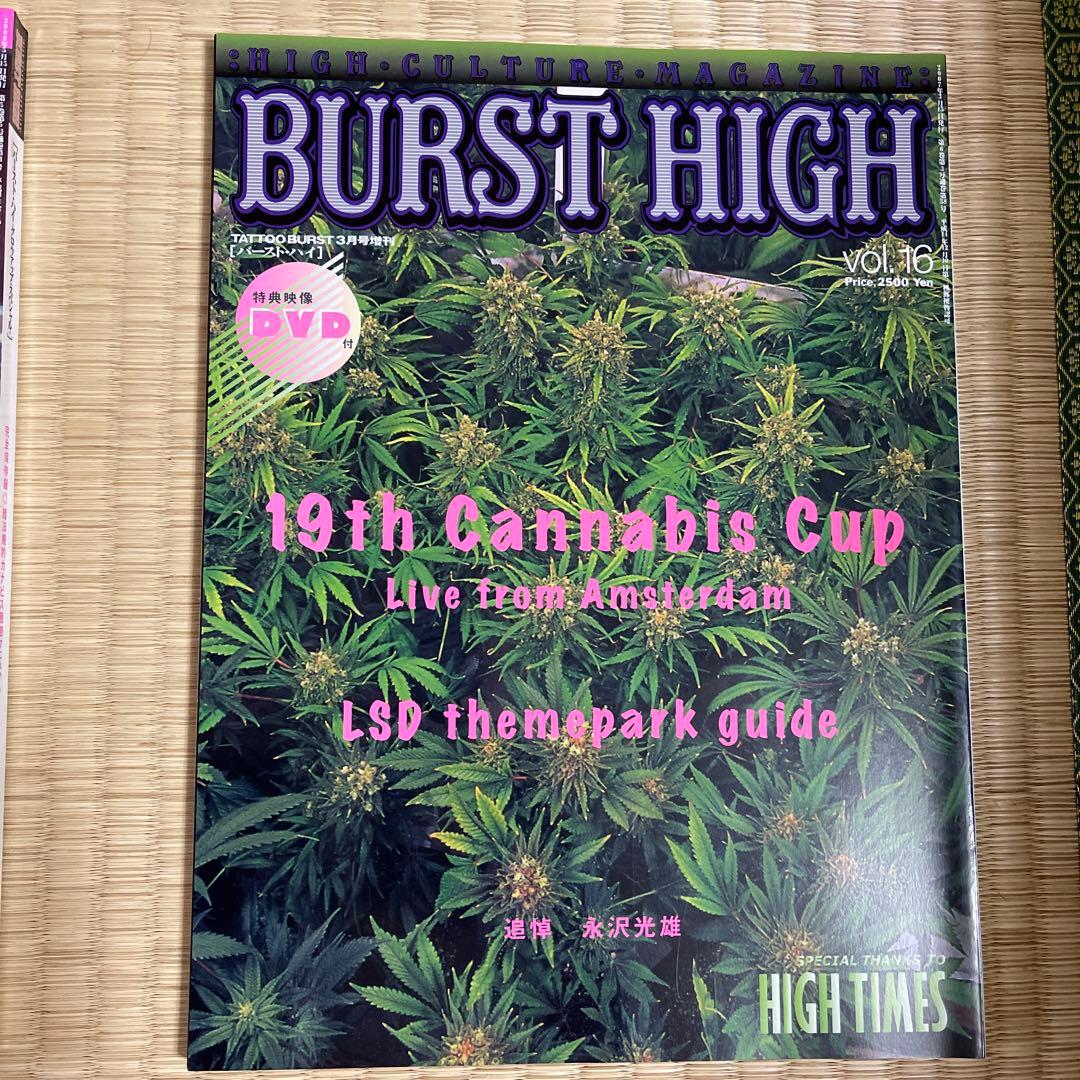 :HIGH・CULTURE・MAGAZINE:
BURST HIGH
TATTOO BURST 3月号増刊
[バースト・ハイ]
vol. 16
Price: 2500 Yen
特典映像
DVD
付
19th Cannabis Cup
Live from Amsterdam
LSD themepark guide
追悼 永沢光雄
SPECIAL THANKS TO
HIGH TIMES